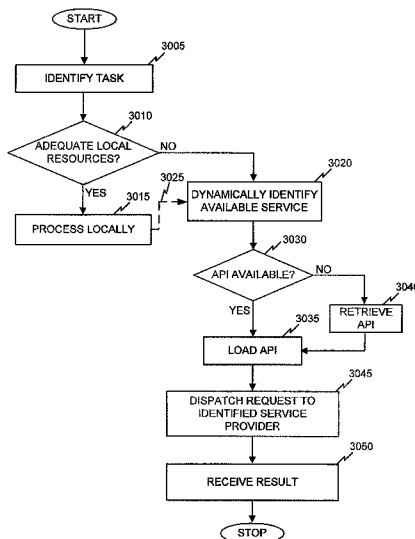 START
3005
IDENTIFY TASK
3010
ADEQUATE LOCAL
RESOURCES?
NO
YES
3015
3025
3020
DYNAMICALLY IDENTIFY
AVAILABLE SERVICE
PROCESS LOCALLY
3030
API AVAILABLE?
NO
YES
3035
3040
RETRIEVE
API
LOAD API
3045
DISPATCH REQUEST TO
IDENTIFIED SERVICE
PROVIDER
3050
RECEIVE RESULT
STOP